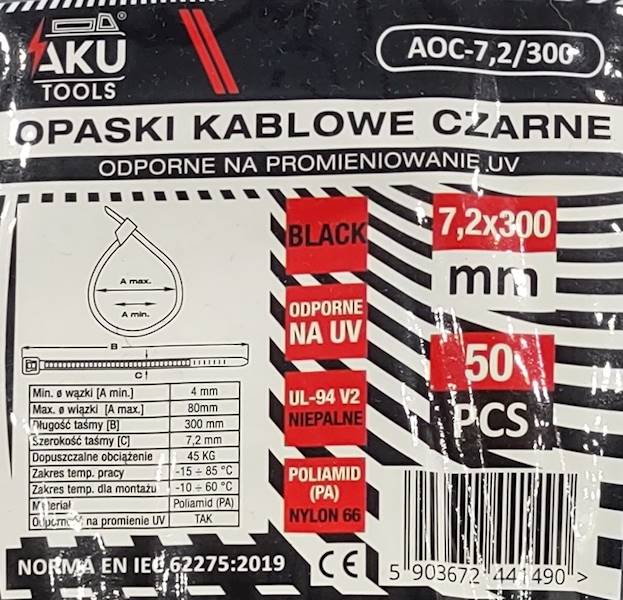 AKU
TOOLS
AOC-7,2/300
OPASKI KABLOWE CZARNE
ODPORNE NA PROMIENIOWANIE UV
A max.
A min.
B
C
Min. ø wązki [A min.] 4 mm
Max. ø wiązki [A max.] 80mm
Długość taśmy [B] 300 mm
Szerokość taśmy [C] 7,2 mm
Dopuszczalne obciążenie 45 KG
Zakres temp. pracy -15 ÷ 85 °C
Zakres temp. dla montażu -10 ÷ 60 °C
Materiał Poliamid (PA)
Odporność na promienie UV TAK
BLACK
ODPORNE
NA UV
UL-94 V2
NIEPALNE
POLIAMID
(PA)
NYLON 66
7,2x300
mm
50
PCS
NORMA EN IEC 62275:2019
CE
5 903672 441490 >